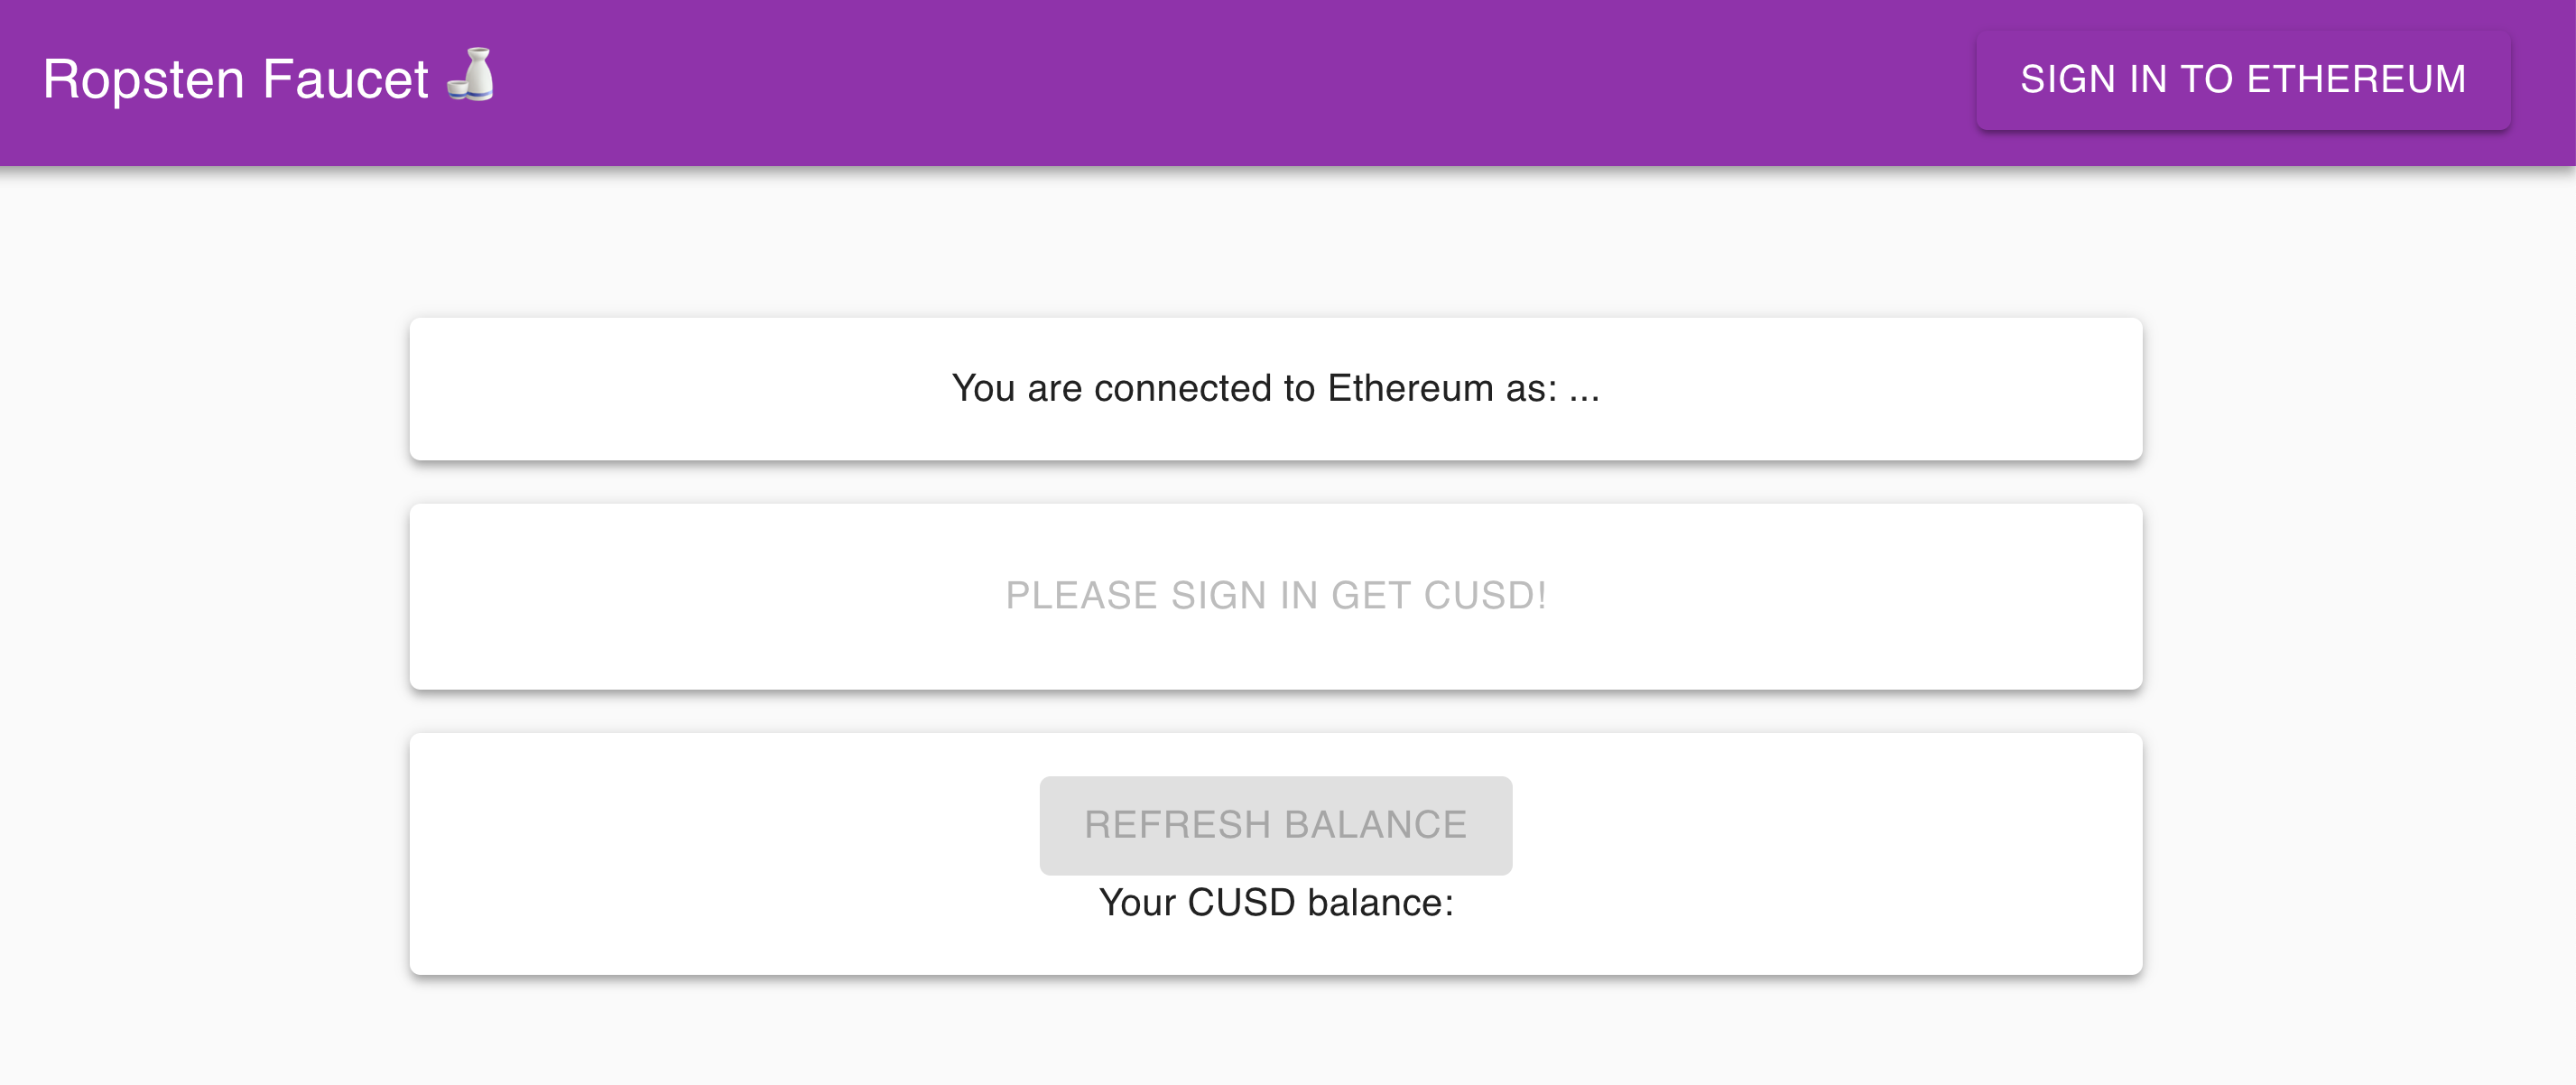 Ropsten Faucet 🍶
SIGN IN TO ETHEREUM
You are connected to Ethereum as: ...
PLEASE SIGN IN GET CUSD!
REFRESH BALANCE
Your CUSD balance: